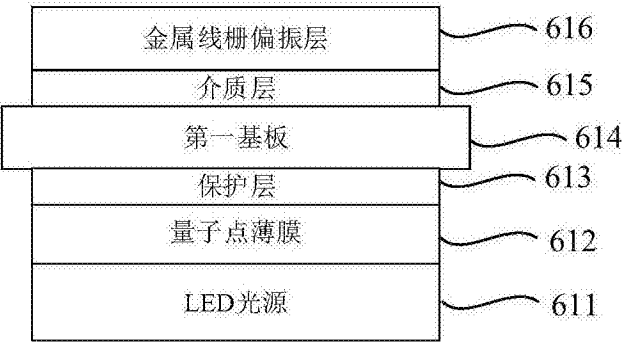 金属线栅偏振层 616
介质层 615
第一基板 614
保护层 613
量子点薄膜 612
LED光源 611